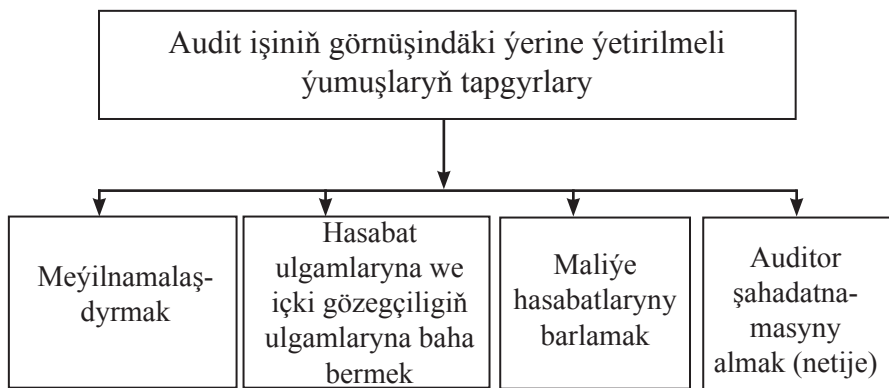 Audit işiniň görnüşindäki ýerine ýetirilmeli
ýumuşlaryň tapgyrlary
Meýilnamalaş-
dyrmak
Hasabat
ulgamlaryna we
içki gözegçiligiň
ulgamlaryna baha
bermek
Maliýe
hasabatlaryny
barlamak
Auditor
şahadatna-
masyny
almak (netije)